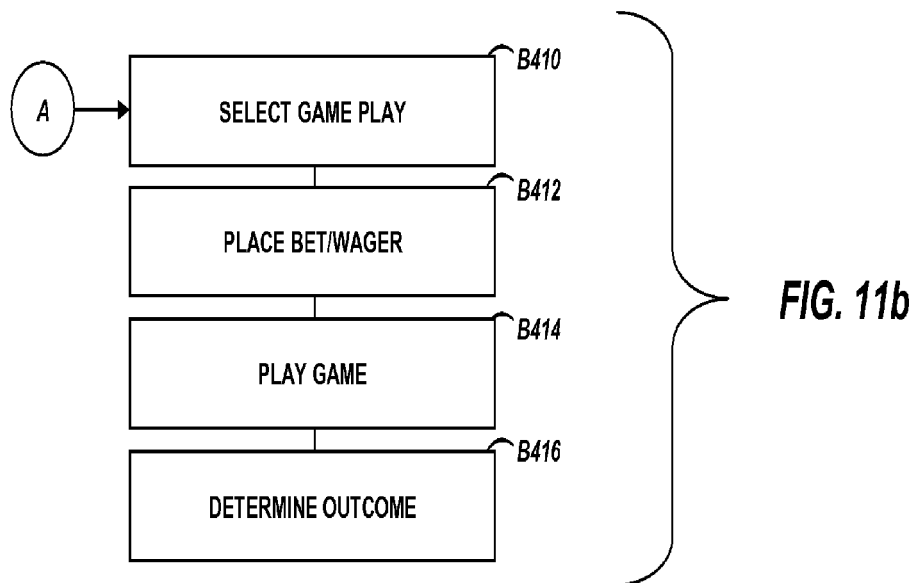 B410
A
SELECT GAME PLAY
B412
PLACE BET/WAGER
FIG. 11b
B414
PLAY GAME
B416
DETERMINE OUTCOME